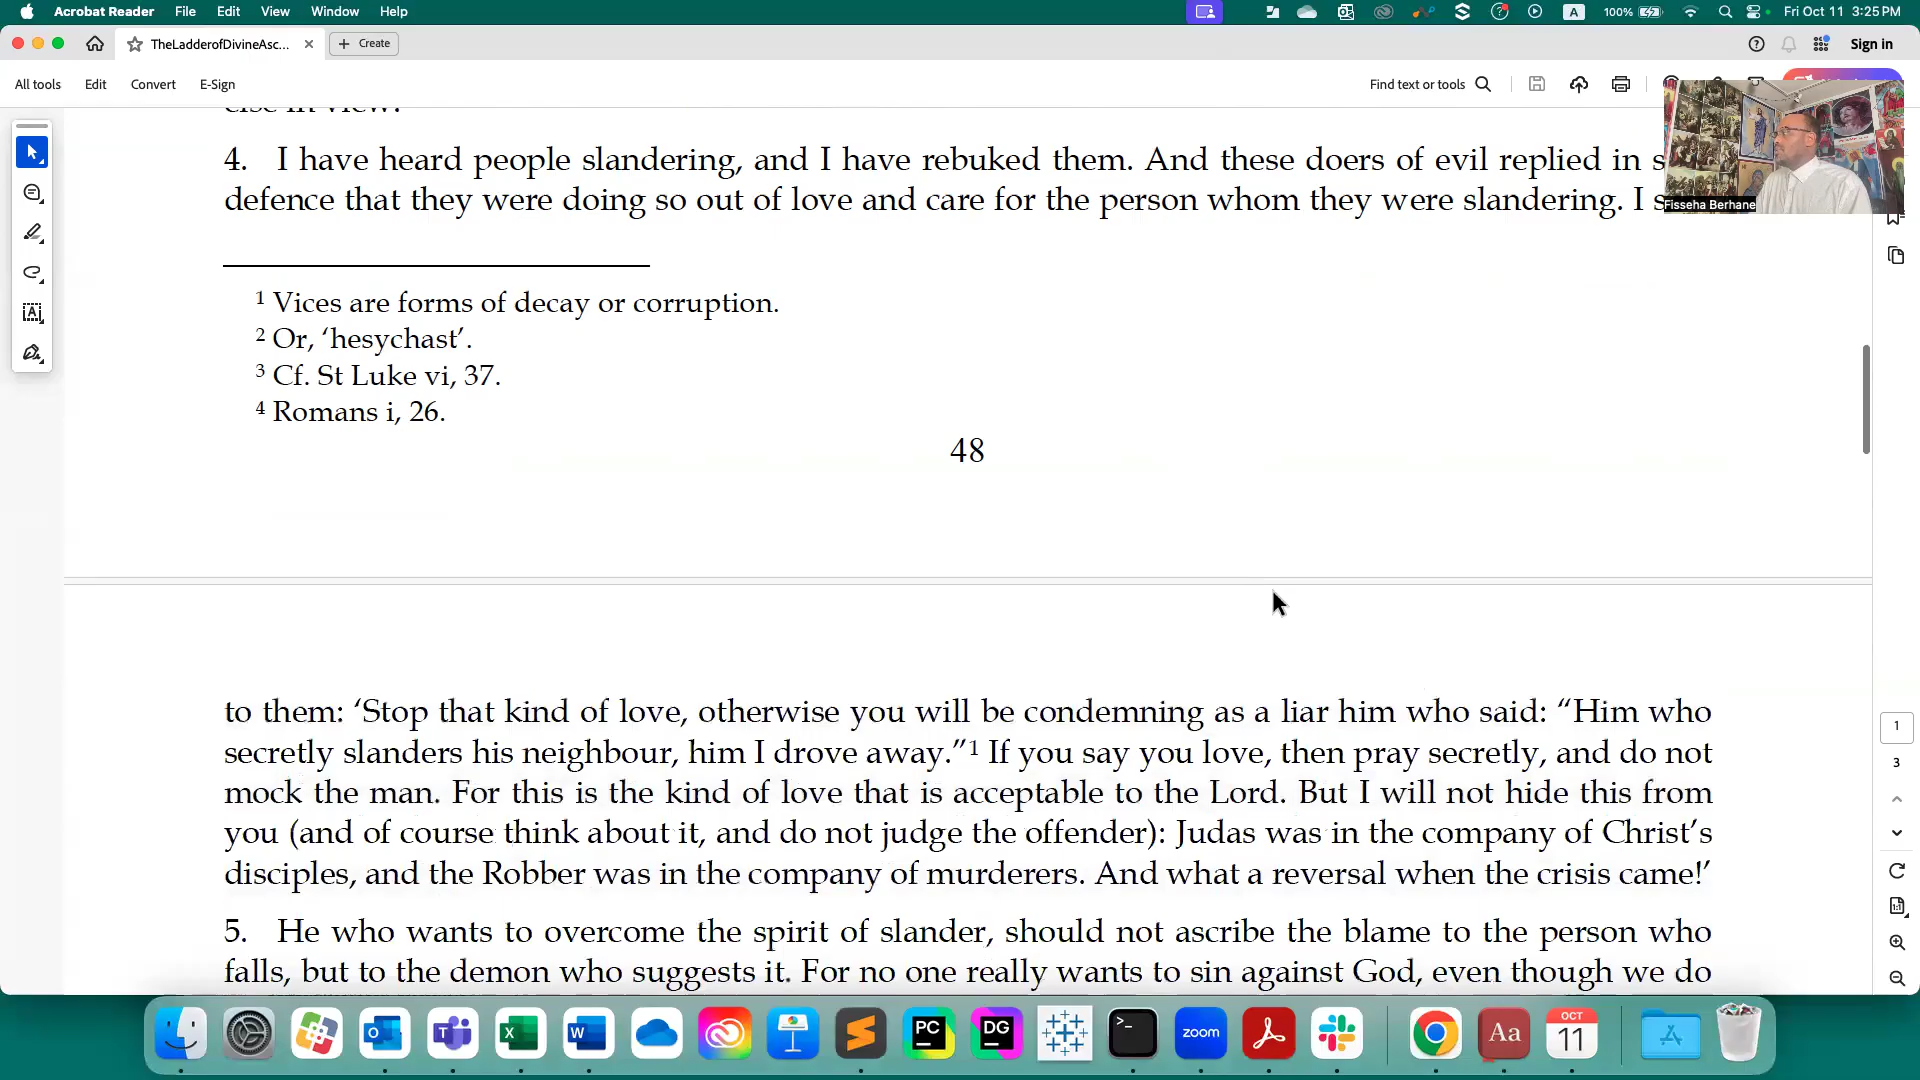 Acrobat Reader File Edit View Window Help
A 100% Fri Oct 11 3:25 PM
TheLadderofDivineAsc... Create
Sign in
All tools Edit Convert E-Sign
Find text or tools
4. I have heard people slandering, and I have rebuked them. And these doers of evil replied in
defence that they were doing so out of love and care for the person whom they were slandering. I
Fisseha Berhane
1 Vices are forms of decay or corruption.
2 Or, ‘hesychast’.
3 Cf. St Luke vi, 37.
4 Romans i, 26.
48
to them: ‘Stop that kind of love, otherwise you will be condemning as a liar him who said: “Him who
secretly slanders his neighbour, him I drove away.”1 If you say you love, then pray secretly, and do not
mock the man. For this is the kind of love that is acceptable to the Lord. But I will not hide this from
you (and of course think about it, and do not judge the offender): Judas was in the company of Christ’s
disciples, and the Robber was in the company of murderers. And what a reversal when the crisis came!’
5. He who wants to overcome the spirit of slander, should not ascribe the blame to the person who
falls, but to the demon who suggests it. For no one really wants to sin against God, even though we do
1
3
PC DG zoom Aa OCT 11